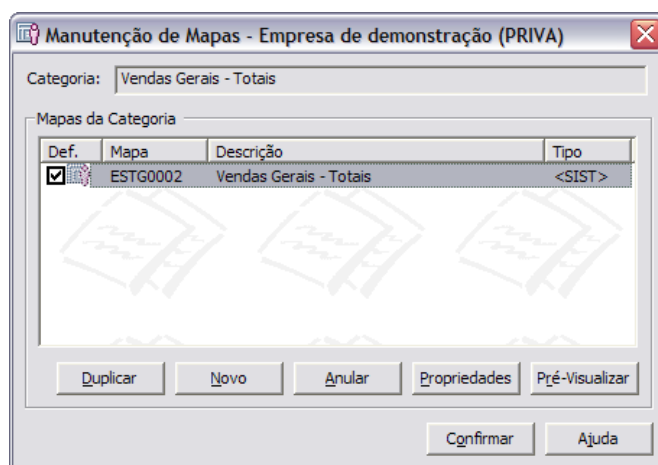 Manutenção de Mapas - Empresa de demonstração (PRIVA)
Categoria: Vendas Gerais - Totais
Mapas da Categoria
Def. Mapa Descrição Tipo
ESTG0002 Vendas Gerais - Totais <SIST>
Duplicar Novo Anular Propriedades Pré-Visualizar
Confirmar Ajuda